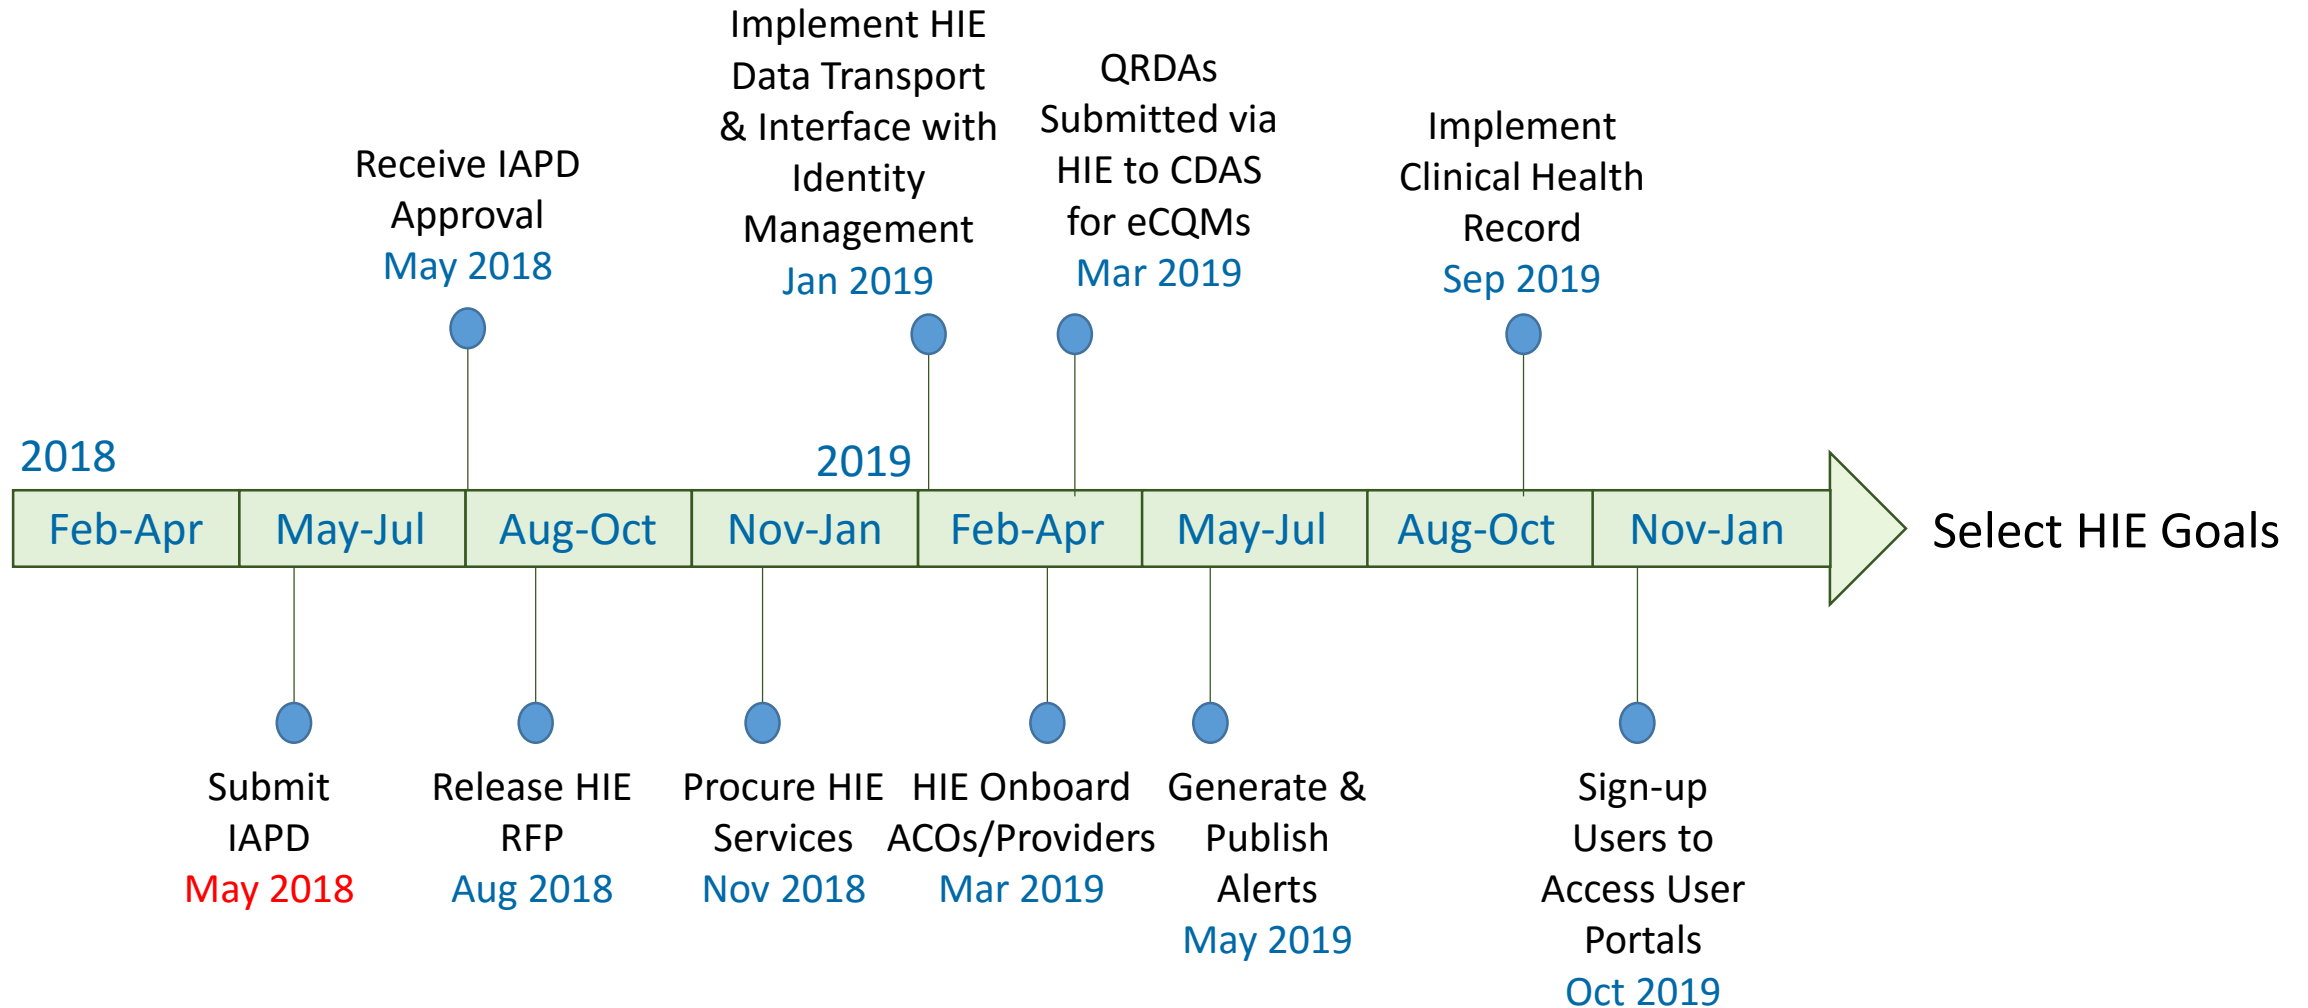 Receive IAPD
Approval
May 2018
Implement HIE
Data Transport
& Interface with
Identity
Management
Jan 2019
QRDAs
Submitted via
HIE to CDAS
for eCQMs
Mar 2019
Implement
Clinical Health
Record
Sep 2019
2018
2019
Feb-Apr
May-Jul
Aug-Oct
Nov-Jan
Feb-Apr
May-Jul
Aug-Oct
Nov-Jan
Select HIE Goals
Submit
IAPD
May 2018
Release HIE
RFP
Aug 2018
Procure HIE
Services
Nov 2018
HIE Onboard
ACOs/Providers
Mar 2019
Generate &
Publish
Alerts
May 2019
Sign-up
Users to
Access User
Portals
Oct 2019